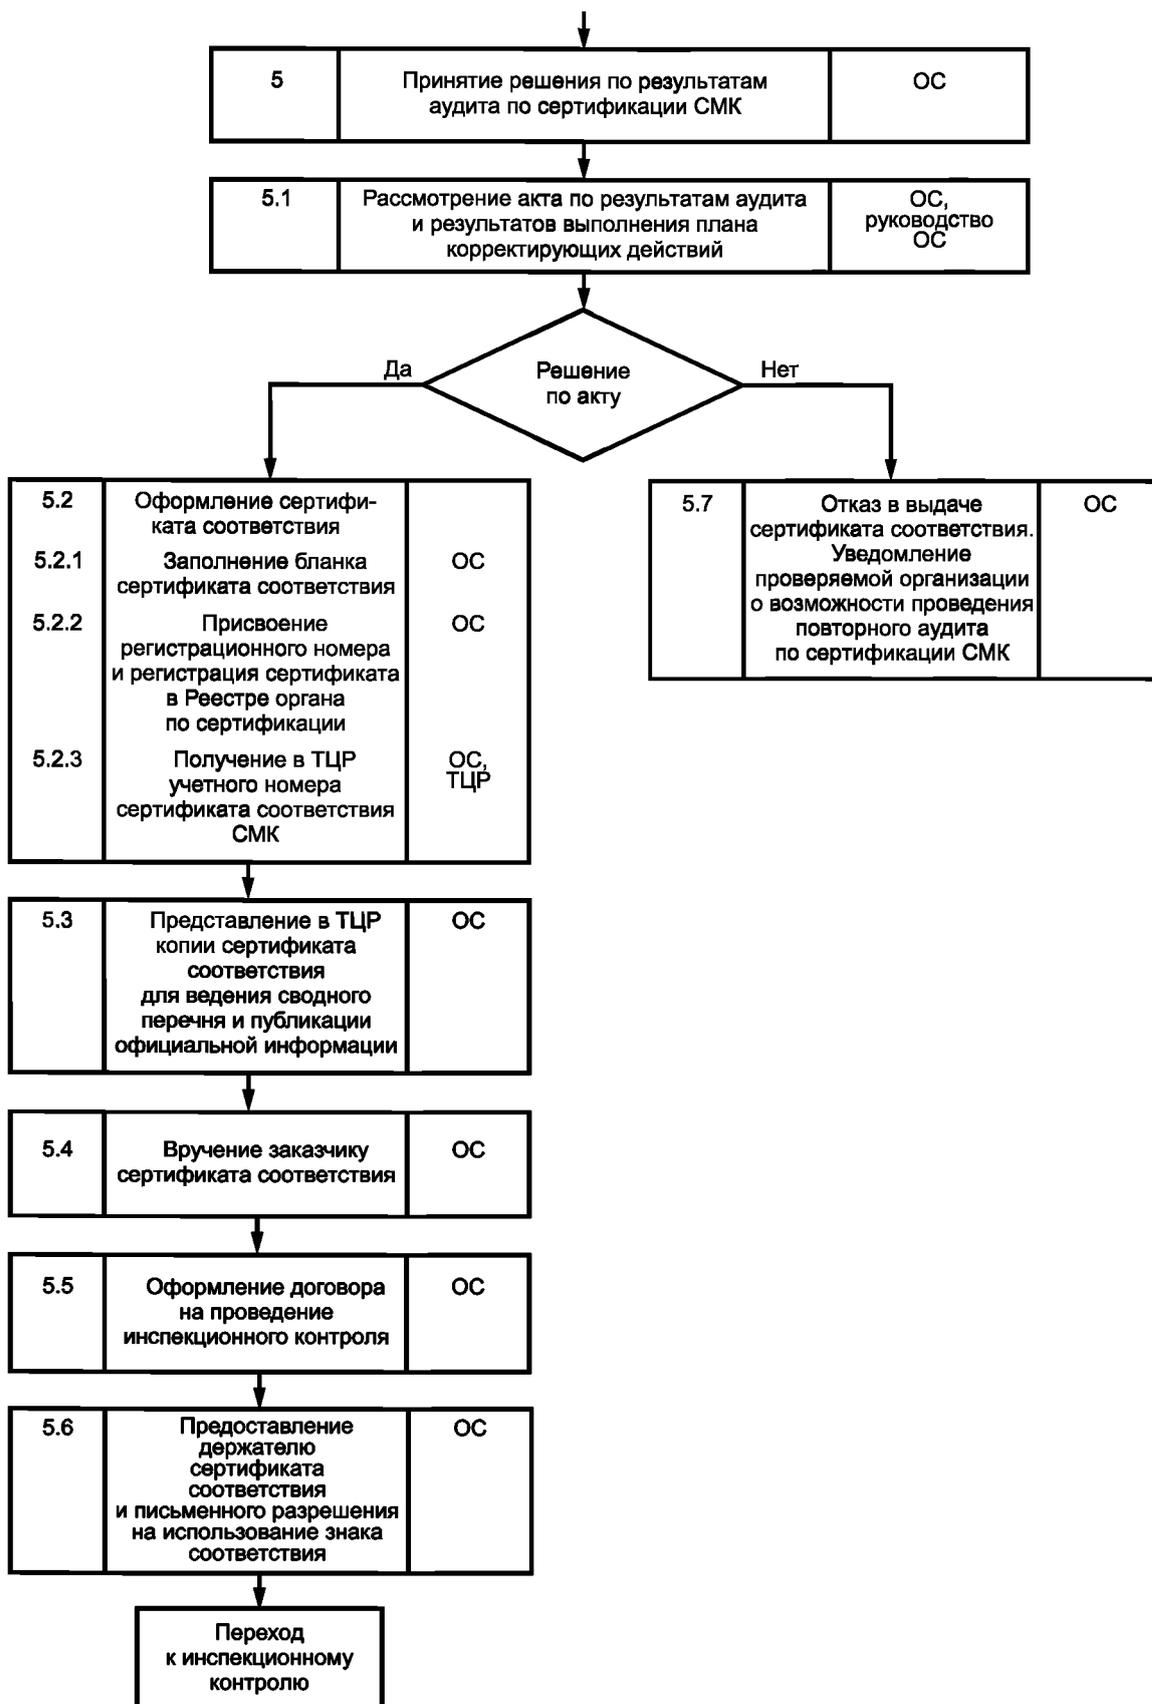 5
Принятие решения по результатам
аудита по сертификации СМК
ОС
5.1
Рассмотрение акта по результатам аудита
и результатов выполнения плана
корректирующих действий
ОС,
руководство
ОС
Решение
по акту
Да
Нет
5.2
Оформление сертифи-
ката соответствия
5.2.1
Заполнение бланка
сертификата соответствия
ОС
5.2.2
Присвоение
регистрационного номера
и регистрация сертификата
в Реестре органа
по сертификации
ОС
5.2.3
Получение в ТЦР
учетного номера
сертификата соответствия
СМК
ОС,
ТЦР
5.7
Отказ в выдаче
сертификата соответствия.
Уведомление
проверяемой организации
о возможности проведения
повторного аудита
по сертификации СМК
ОС
5.3
Представление в ТЦР
копии сертификата
соответствия
для ведения сводного
перечня и публикации
официальной информации
ОС
5.4
Вручение заказчику
сертификата соответствия
ОС
5.5
Оформление договора
на проведение
инспекционного контроля
ОС
5.6
Предоставление
держателю
сертификата
соответствия
и письменного разрешения
на использование знака
соответствия
ОС
Переход
к инспекционному
контролю